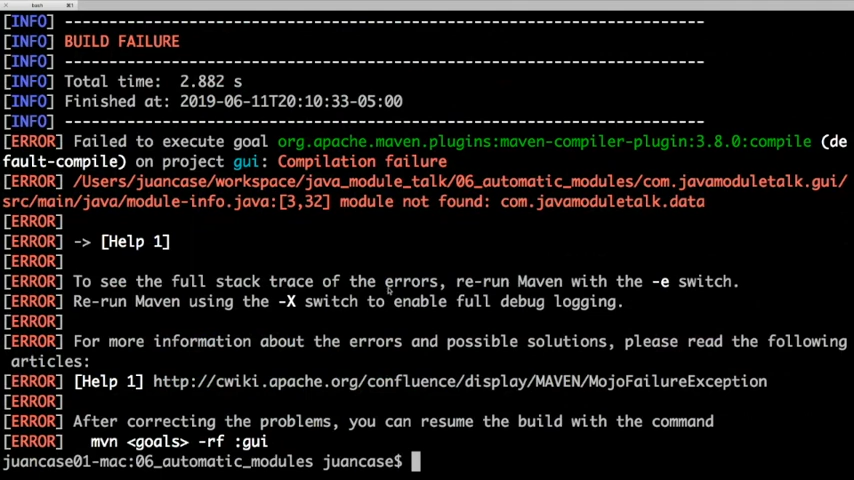 bash
⌘1
[INFO] ------------------------------------------------------------------------
[INFO] BUILD FAILURE
[INFO] ------------------------------------------------------------------------
[INFO] Total time:  2.882 s
[INFO] Finished at: 2019-06-11T20:10:33-05:00
[INFO] ------------------------------------------------------------------------
[ERROR] Failed to execute goal org.apache.maven.plugins:maven-compiler-plugin:3.8.0:compile (de
fault-compile) on project gui: Compilation failure
[ERROR] /Users/juancase/workspace/java_module_talk/06_automatic_modules/com.javamoduletalk.gui/
src/main/java/module-info.java:[3,32] module not found: com.javamoduletalk.data
[ERROR]
[ERROR] -> [Help 1]
[ERROR]
[ERROR] To see the full stack trace of the errors, re-run Maven with the -e switch.
[ERROR] Re-run Maven using the -X switch to enable full debug logging.
[ERROR]
[ERROR] For more information about the errors and possible solutions, please read the following
 articles:
[ERROR] [Help 1] http://cwiki.apache.org/confluence/display/MAVEN/MojoFailureException
[ERROR]
[ERROR] After correcting the problems, you can resume the build with the command
[ERROR]   mvn <goals> -rf :gui
juancase01-mac:06_automatic_modules juancase$